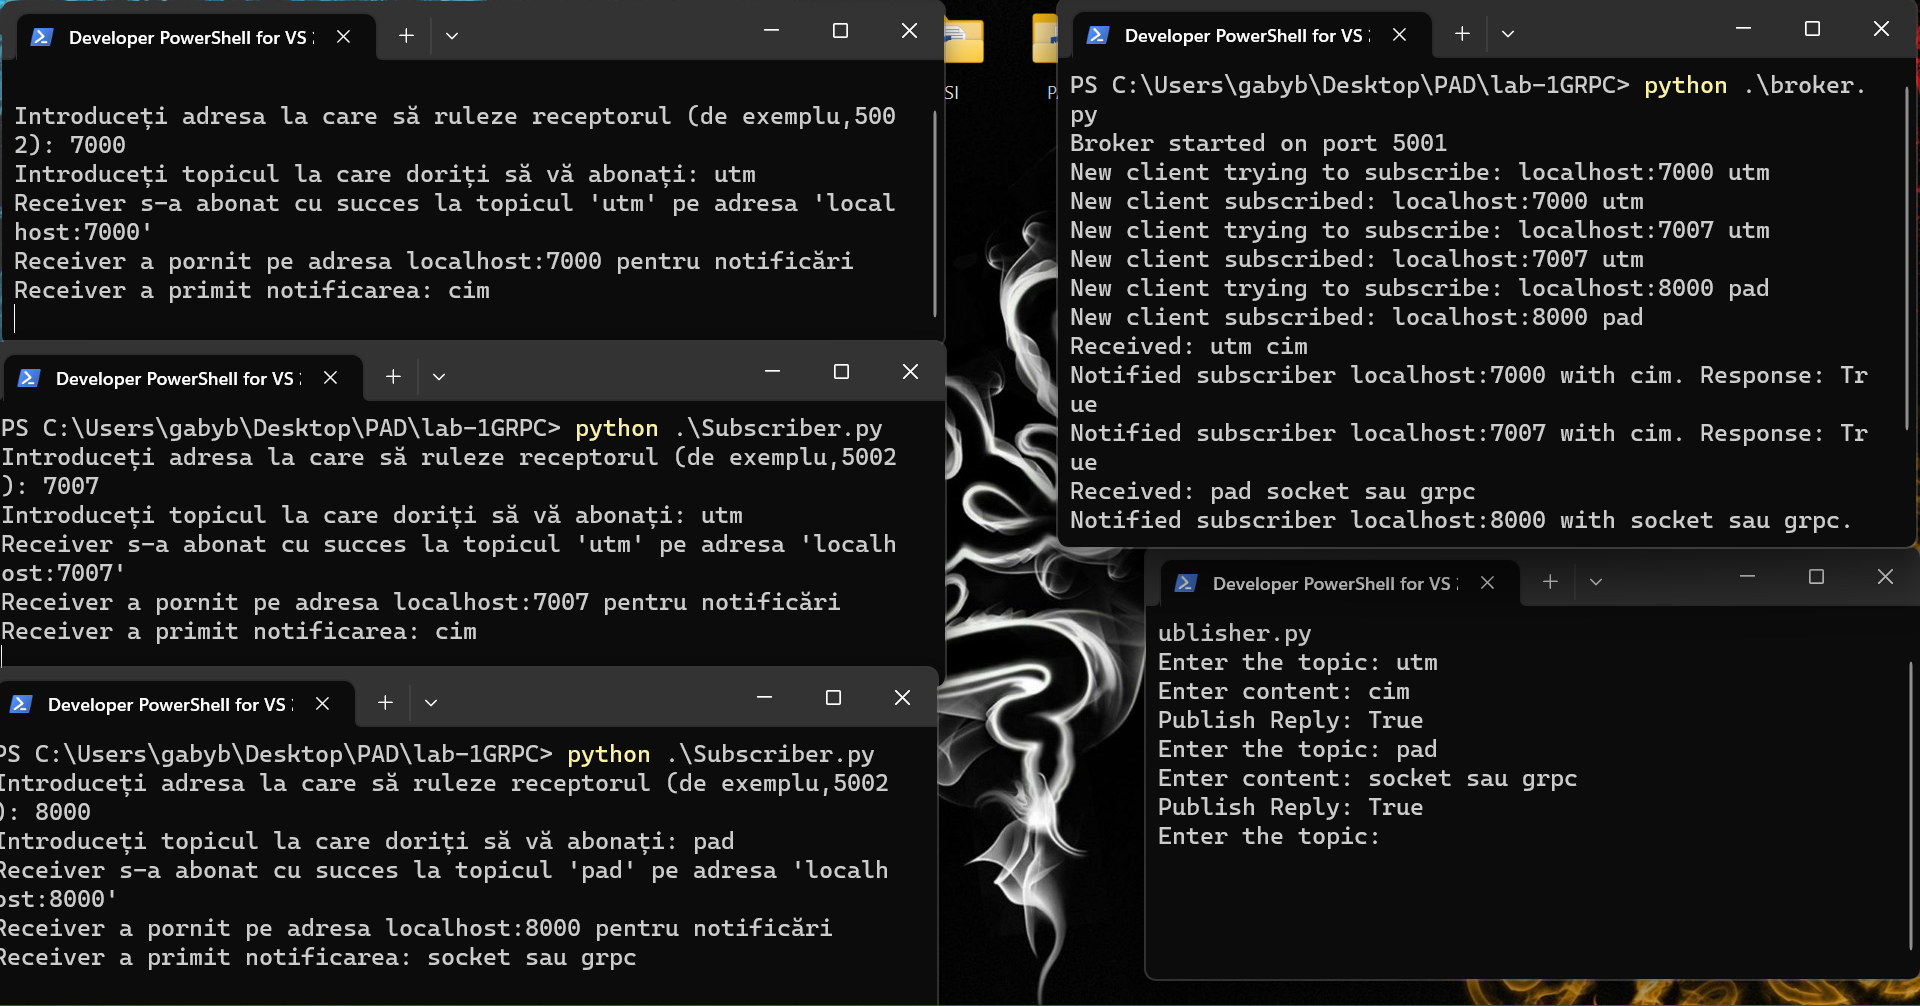 Developer PowerShell for VS
Introduceți adresa la care să ruleze receptorul (de exemplu,500
2): 7000
Introduceți topicul la care doriți să vă abonați: utm
Receiver s-a abonat cu succes la topicul 'utm' pe adresa 'local
host:7000'
Receiver a pornit pe adresa localhost:7000 pentru notificări
Receiver a primit notificarea: cim
Developer PowerShell for VS
PS C:\Users\gabyb\Desktop\PAD\lab-1GRPC> python .\Subscriber.py
Introduceți adresa la care să ruleze receptorul (de exemplu,5002
): 7007
Introduceți topicul la care doriți să vă abonați: utm
Receiver s-a abonat cu succes la topicul 'utm' pe adresa 'localh
ost:7007'
Receiver a pornit pe adresa localhost:7007 pentru notificări
Receiver a primit notificarea: cim
Developer PowerShell for VS
PS C:\Users\gabyb\Desktop\PAD\lab-1GRPC> python .\Subscriber.py
Introduceți adresa la care să ruleze receptorul (de exemplu,5002
): 8000
Introduceți topicul la care doriți să vă abonați: pad
Receiver s-a abonat cu succes la topicul 'pad' pe adresa 'localh
ost:8000'
Receiver a pornit pe adresa localhost:8000 pentru notificări
Receiver a primit notificarea: socket sau grpc
SI
Developer PowerShell for VS
PS C:\Users\gabyb\Desktop\PAD\lab-1GRPC> python .\broker.
py
Broker started on port 5001
New client trying to subscribe: localhost:7000 utm
New client subscribed: localhost:7000 utm
New client trying to subscribe: localhost:7007 utm
New client subscribed: localhost:7007 utm
New client trying to subscribe: localhost:8000 pad
New client subscribed: localhost:8000 pad
Received: utm cim
Notified subscriber localhost:7000 with cim. Response: Tr
ue
Notified subscriber localhost:7007 with cim. Response: Tr
ue
Received: pad socket sau grpc
Notified subscriber localhost:8000 with socket sau grpc.
Developer PowerShell for VS
ublisher.py
Enter the topic: utm
Enter content: cim
Publish Reply: True
Enter the topic: pad
Enter content: socket sau grpc
Publish Reply: True
Enter the topic: